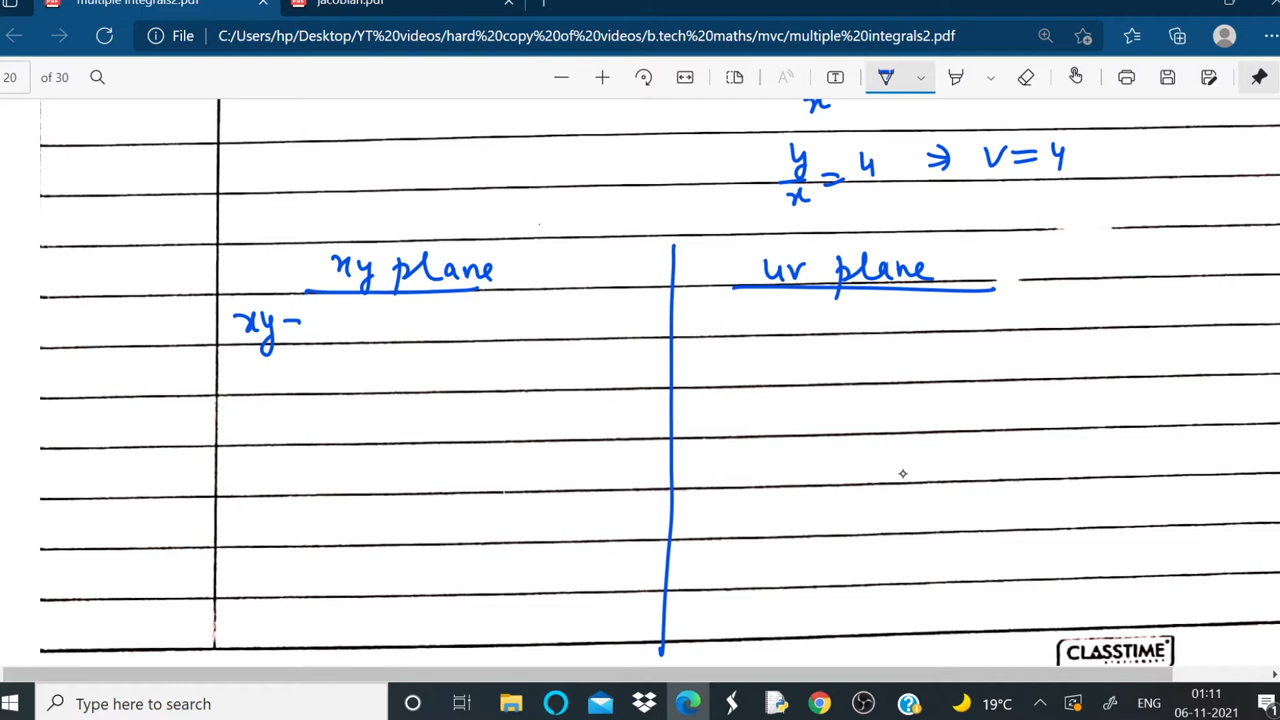 multiple integrals2.pdf
jacobian.pdf
File C:/Users/hp/Desktop/YT%20videos/hard%20copy%20of%20videos/b.tech%20maths/mvc/multiple%20integrals2.pdf
20 of 30
x
y/x = 4 ⇒ v = 4
xy plane
uv plane
xy -
CLASSTIME
Type here to search
19°C
ENG
01:11
06-11-2021